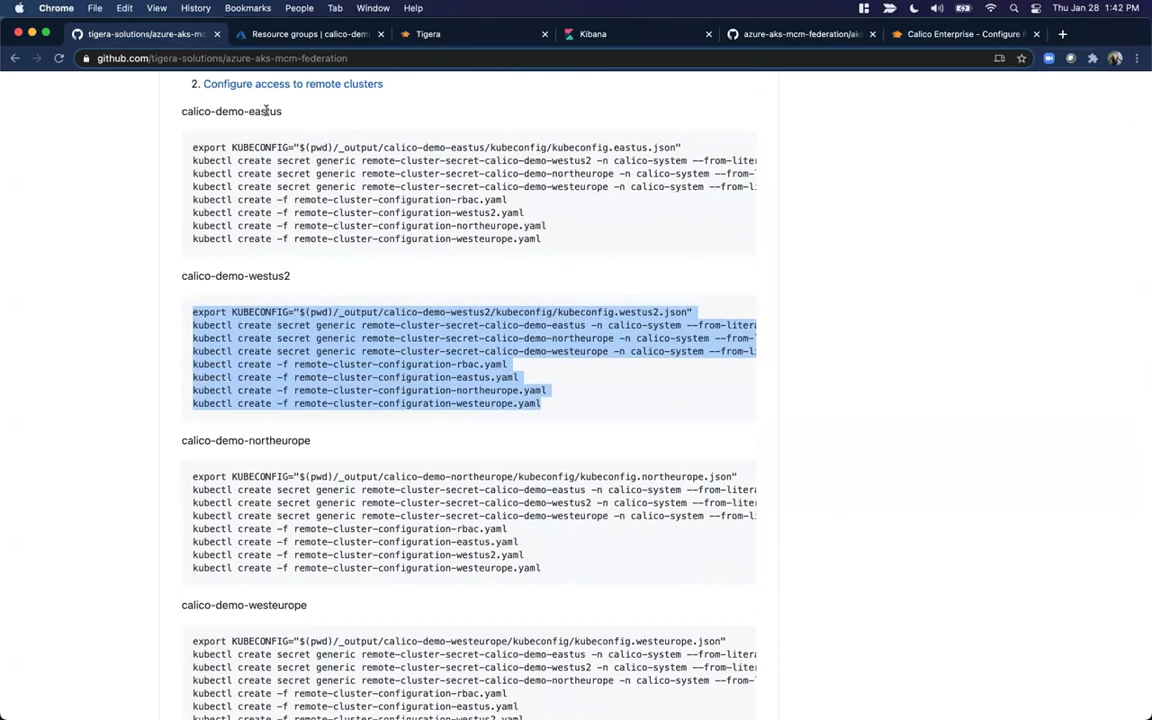 Chrome File Edit View History Bookmarks People Tab Window Help Thu Jan 28 1:42 PM
tigera-solutions/azure-aks-m Resource groups | calico-dem Tigera Kibana azure-aks-mcm-federation/ak Calico Enterprise - Configure
github.com/tigera-solutions/azure-aks-mcm-federation
2. Configure access to remote clusters
calico-demo-eastus
export KUBECONFIG="$(pwd)/_output/calico-demo-eastus/kubeconfig/kubeconfig.eastus.json"
kubectl create secret generic remote-cluster-secret-calico-demo-westus2 -n calico-system --from-liter
kubectl create secret generic remote-cluster-secret-calico-demo-northeurope -n calico-system --from-
kubectl create secret generic remote-cluster-secret-calico-demo-westeurope -n calico-system --from-l
kubectl create -f remote-cluster-configuration-rbac.yaml
kubectl create -f remote-cluster-configuration-westus2.yaml
kubectl create -f remote-cluster-configuration-northeurope.yaml
kubectl create -f remote-cluster-configuration-westeurope.yaml
calico-demo-westus2
export KUBECONFIG="$(pwd)/_output/calico-demo-westus2/kubeconfig/kubeconfig.westus2.json"
kubectl create secret generic remote-cluster-secret-calico-demo-eastus -n calico-system --from-litera
kubectl create secret generic remote-cluster-secret-calico-demo-northeurope -n calico-system --from-
kubectl create secret generic remote-cluster-secret-calico-demo-westeurope -n calico-system --from-l
kubectl create -f remote-cluster-configuration-rbac.yaml
kubectl create -f remote-cluster-configuration-eastus.yaml
kubectl create -f remote-cluster-configuration-northeurope.yaml
kubectl create -f remote-cluster-configuration-westeurope.yaml
calico-demo-northeurope
export KUBECONFIG="$(pwd)/_output/calico-demo-northeurope/kubeconfig/kubeconfig.northeurope.json"
kubectl create secret generic remote-cluster-secret-calico-demo-eastus -n calico-system --from-litera
kubectl create secret generic remote-cluster-secret-calico-demo-westus2 -n calico-system --from-liter
kubectl create secret generic remote-cluster-secret-calico-demo-westeurope -n calico-system --from-l
kubectl create -f remote-cluster-configuration-rbac.yaml
kubectl create -f remote-cluster-configuration-eastus.yaml
kubectl create -f remote-cluster-configuration-westus2.yaml
kubectl create -f remote-cluster-configuration-westeurope.yaml
calico-demo-westeurope
export KUBECONFIG="$(pwd)/_output/calico-demo-westeurope/kubeconfig/kubeconfig.westeurope.json"
kubectl create secret generic remote-cluster-secret-calico-demo-eastus -n calico-system --from-litera
kubectl create secret generic remote-cluster-secret-calico-demo-westus2 -n calico-system --from-liter
kubectl create secret generic remote-cluster-secret-calico-demo-northeurope -n calico-system --from-
kubectl create -f remote-cluster-configuration-rbac.yaml
kubectl create -f remote-cluster-configuration-eastus.yaml
kubectl create -f remote-cluster-configuration-westus2.yaml